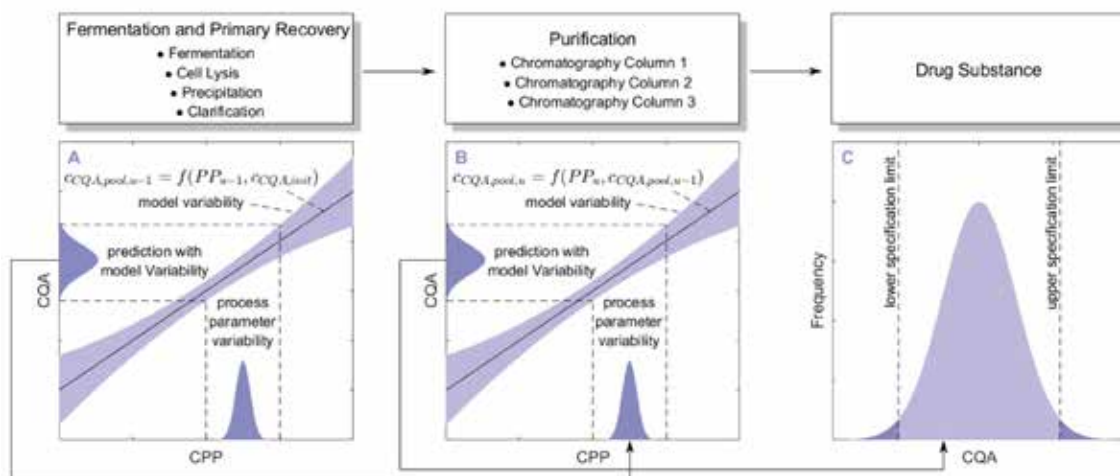 Fermentation and Primary Recovery
• Fermentation
• Cell Lysis
• Precipitation
• Clarification
Purification
• Chromatography Column 1
• Chromatography Column 2
• Chromatography Column 3
Drug Substance
A
c_{CQA,pool,u−1} = f(PP_{u−1}, c_{CQA,init})
model variability
prediction with
model Variability
process
parameter
variability
CQA
CPP
B
c_{CQA,pool,u} = f(PP_u, c_{CQA,pool,u−1})
model variability
prediction with
model Variability
process
parameter
variability
CQA
CPP
C
lower specification limit
upper specification limit
Frequency
CQA